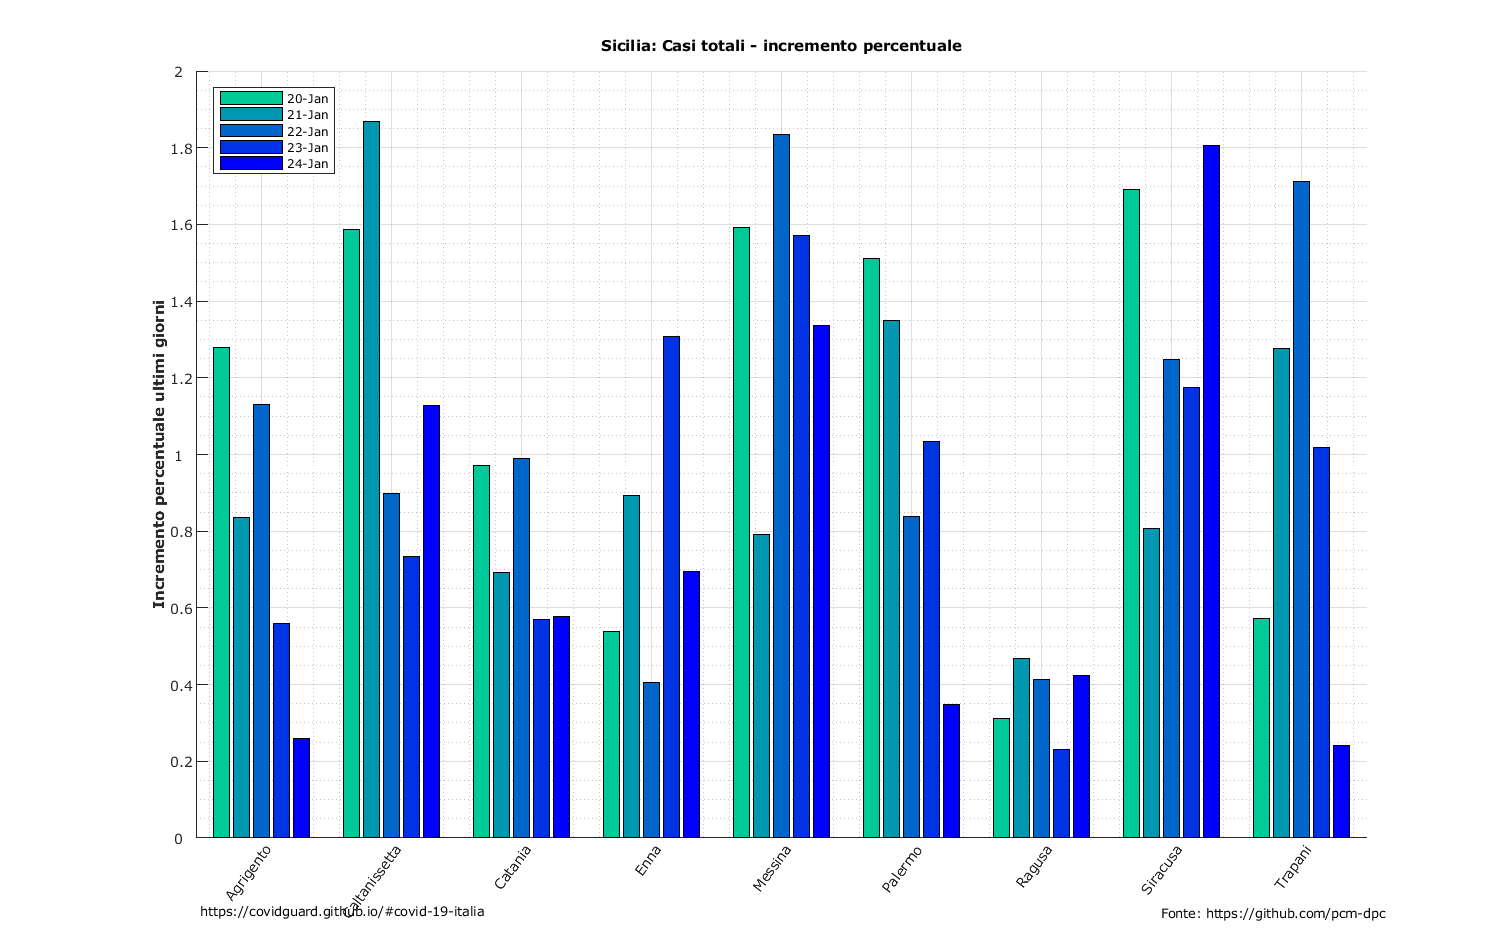 Sicilia: Casi totali - incremento percentuale
Incremento percentuale ultimi giorni
2
1.8
1.6
1.4
1.2
1
0.8
0.6
0.4
0.2
0
20-Jan
21-Jan
22-Jan
23-Jan
24-Jan
Agrigento
Caltanissetta
Catania
Enna
Messina
Palermo
Ragusa
Siracusa
Trapani
https://covidguard.github.io/#covid-19-italia
Fonte: https://github.com/pcm-dpc